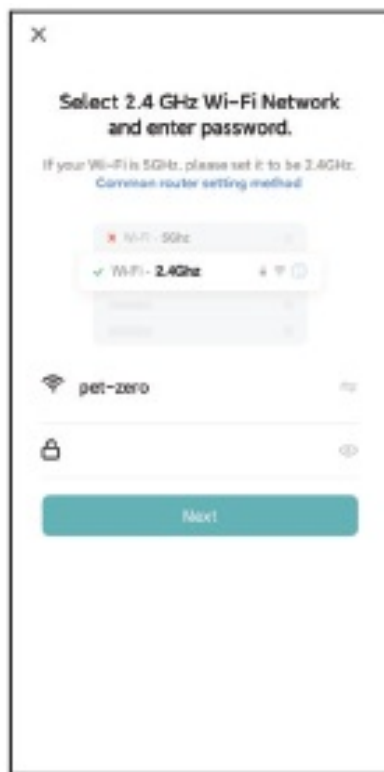 Select 2.4 GHz Wi-Fi Network
and enter password.
If your Wi-Fi is 5GHz, please set it to be 2.4GHz.
Common router setting method
Wi-Fi - 5Ghz
Wi-Fi - 2.4Ghz
pet-zero
Next